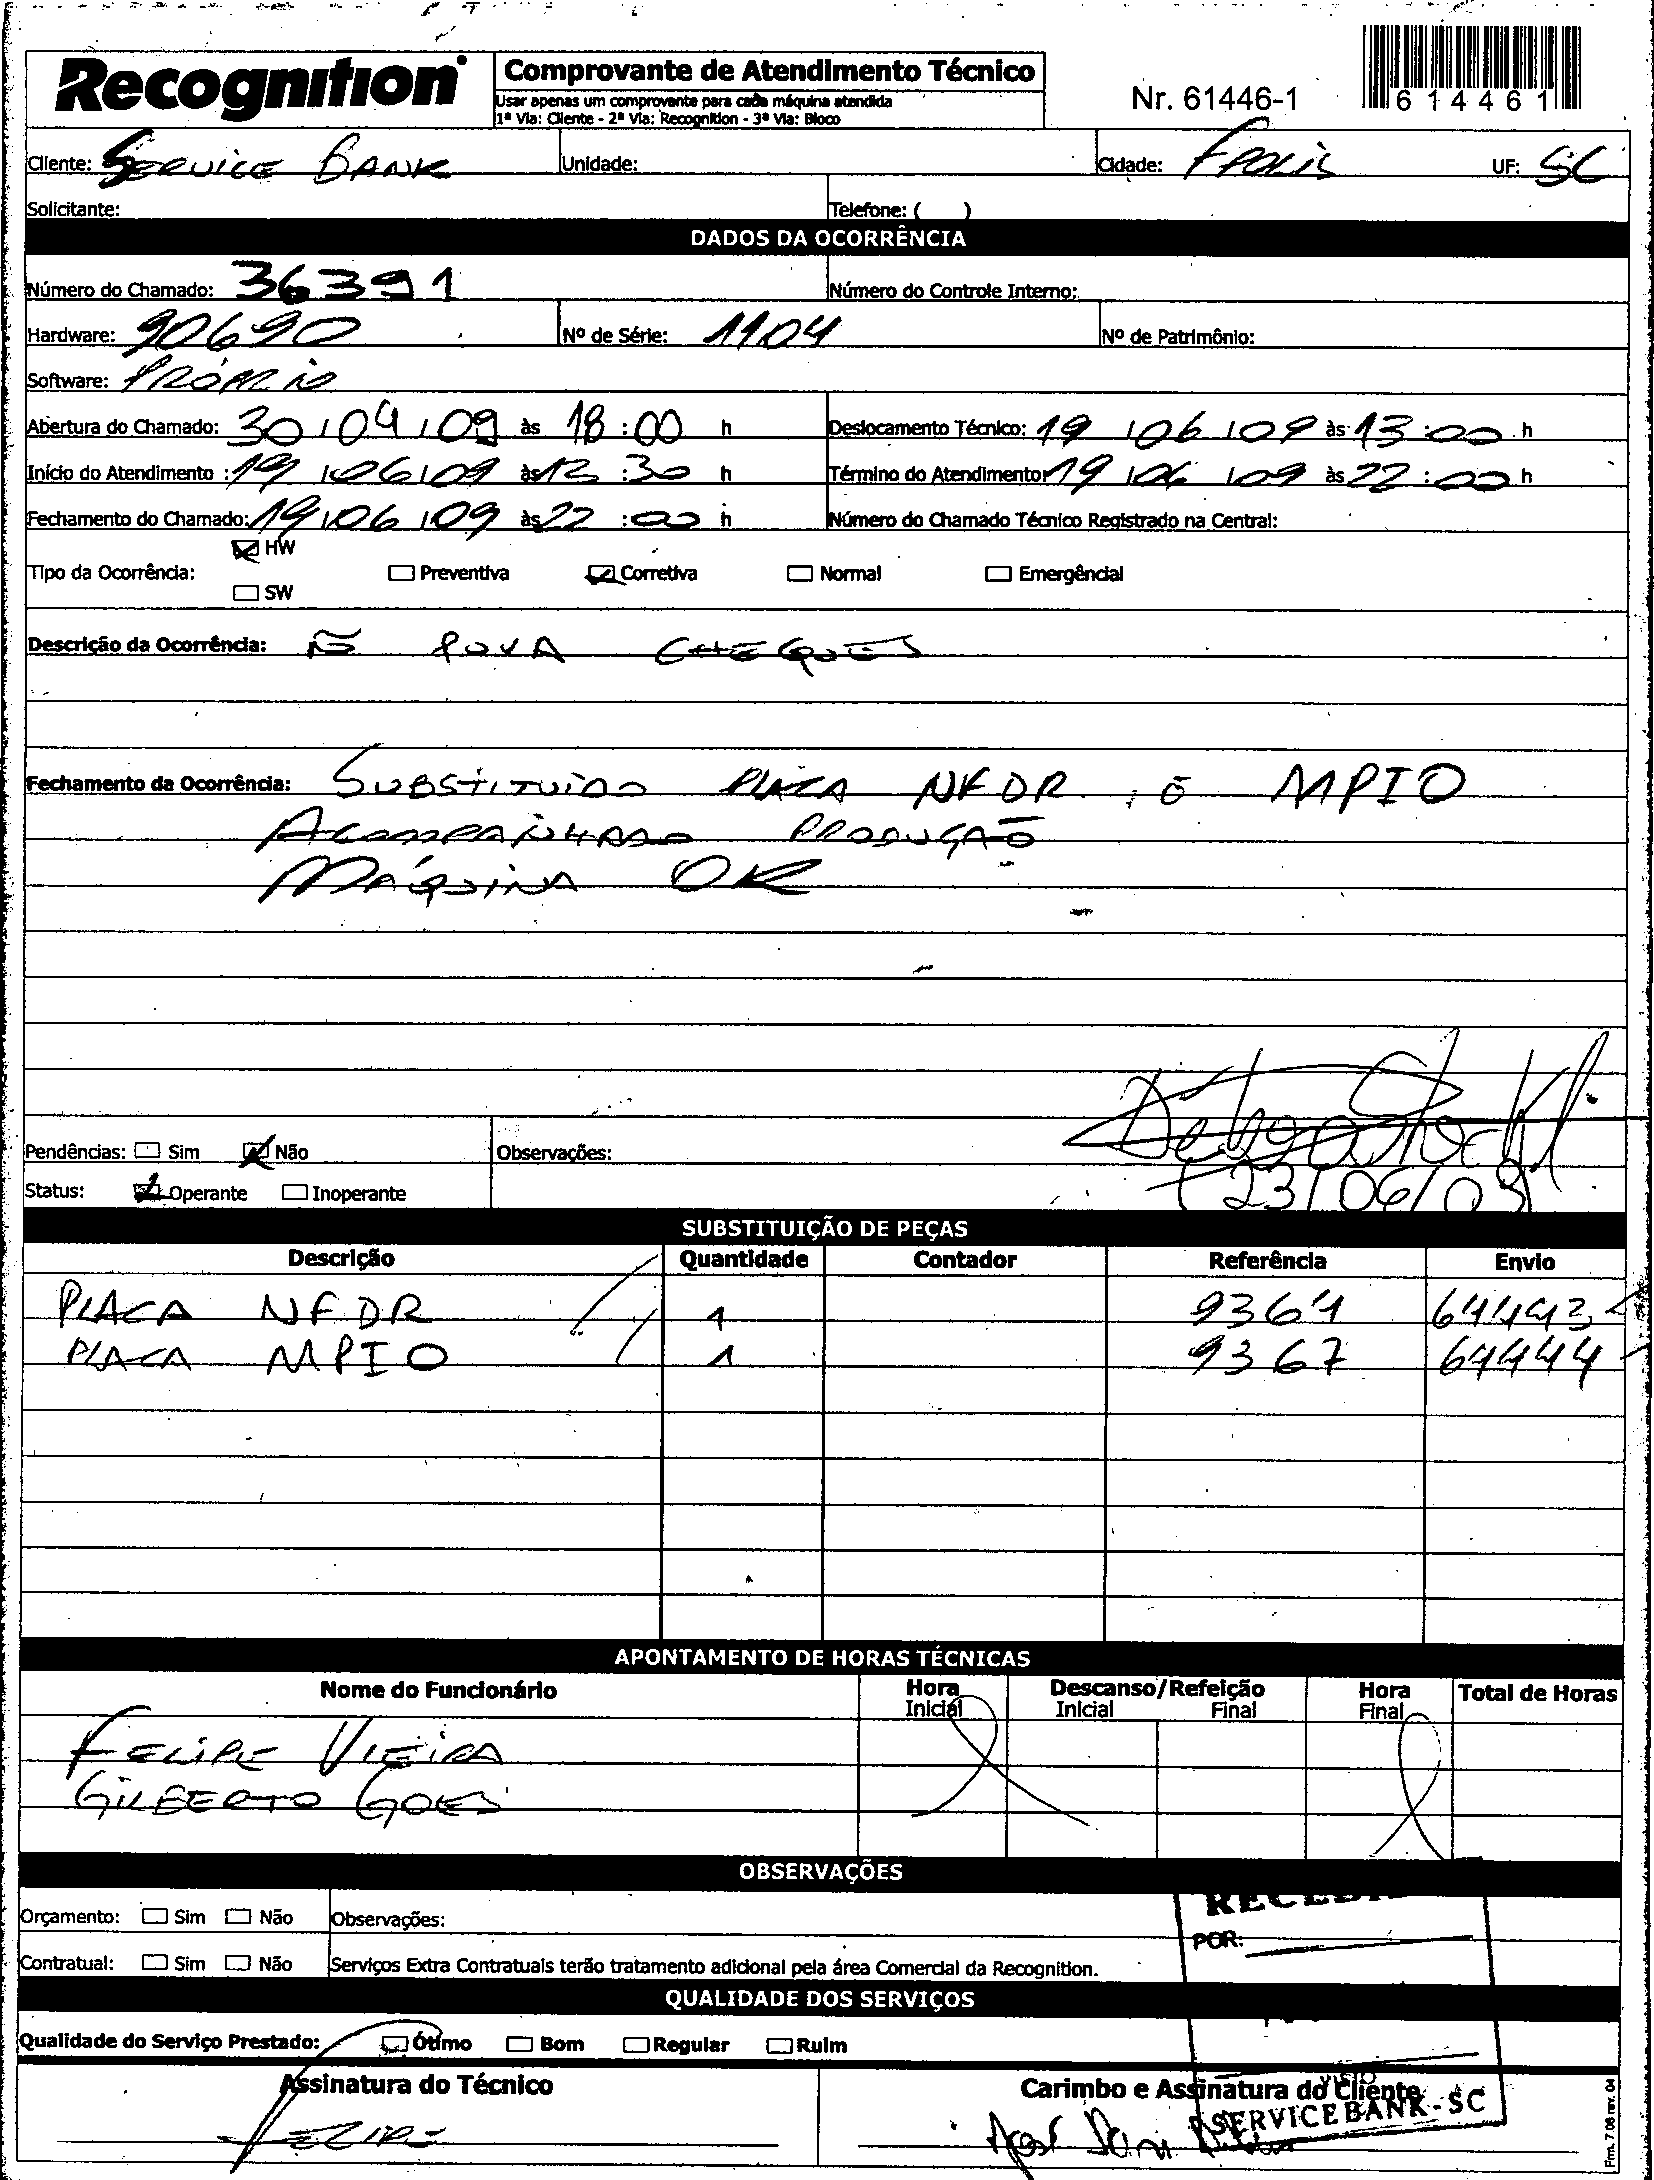 Recognition
Comprovante de Atendimento Técnico
Usar apenas um comprovante para cada máquina atendida
1ª Via: Cliente - 2ª Via: Recognition - 3ª Via: Bloco
Nr. 61446-1
614461
Cliente: SERVICE BANK Unidade: Cidade: FPOLIS UF: SC
Solicitante: Telefone: ( )
DADOS DA OCORRÊNCIA
Número do Chamado: 36391 Número do Controle Interno:
Hardware: 90690 Nº de Série: 1104 Nº de Patrimônio:
Software: PRÓPRIO
Abertura do Chamado: 30/04/09 às 18:00 h Deslocamento Técnico: 19/06/09 às 13:00 h
Início do Atendimento: 19/06/09 às 13:30 h Término do Atendimento: 19/06/09 às 22:00 h
Fechamento do Chamado: 19/06/09 às 22:00 h Número do Chamado Técnico Registrado na Central:
HW
Tipo da Ocorrência: Preventiva Corretiva Normal Emergêncial
SW
Descrição da Ocorrência: Ñ PUXA CHEQUES
Fechamento da Ocorrência: SUBSTITUIDO PLACA NFDR, E MPIO
ACOMPANHADO PRODUÇÃO
MÁQUINA OK
Pendências: Sim Não Observações:
Status: Operante Inoperante
23/06/09
SUBSTITUIÇÃO DE PEÇAS
Descrição Quantidade Contador Referência Envio
PLACA NFDR 1 9364 64443
PLACA MPIO 1 9367 64444
APONTAMENTO DE HORAS TÉCNICAS
Nome do Funcionário Hora Inicial Descanso/Refeição Inicial Final Hora Final Total de Horas
FELIPE VIEIRA
GILBERTO GOES
OBSERVAÇÕES
Orçamento: Sim Não Observações:
POR:
Contratual: Sim Não Serviços Extra Contratuais terão tratamento adicional pela área Comercial da Recognition.
QUALIDADE DOS SERVIÇOS
Qualidade do Serviço Prestado: Ótimo Bom Regular Ruim
Assinatura do Técnico Carimbo e Assinatura do Cliente
VISTO
SERVICEBANK-SC
FELIPE
Frm. 7 08 rev. 04